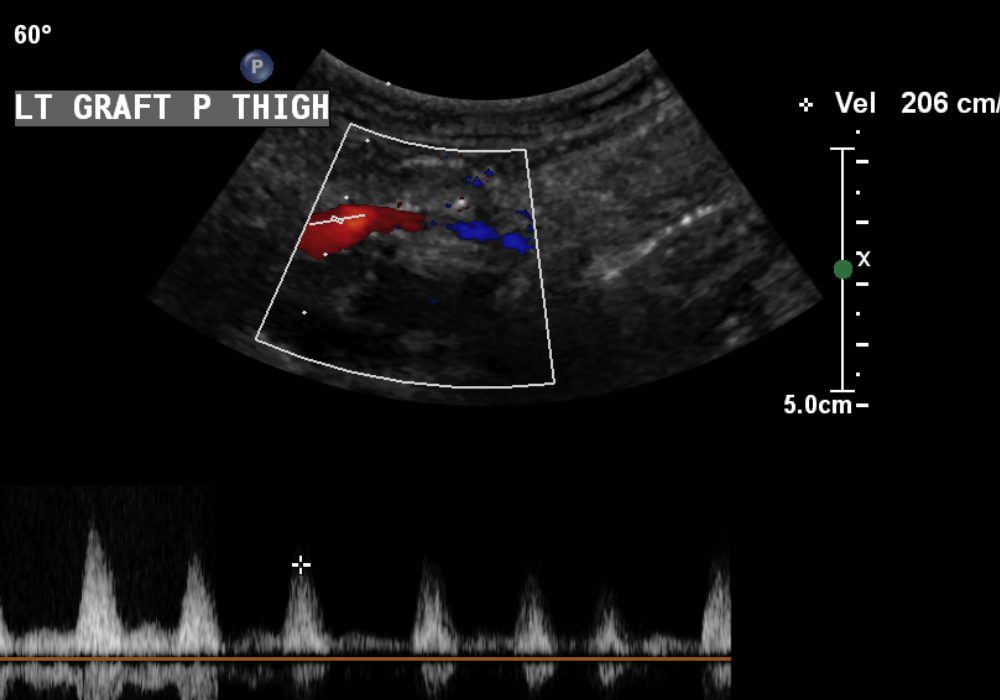 60°
P
LT GRAFT P THIGH
Vel 206 cm/
X
5.0cm